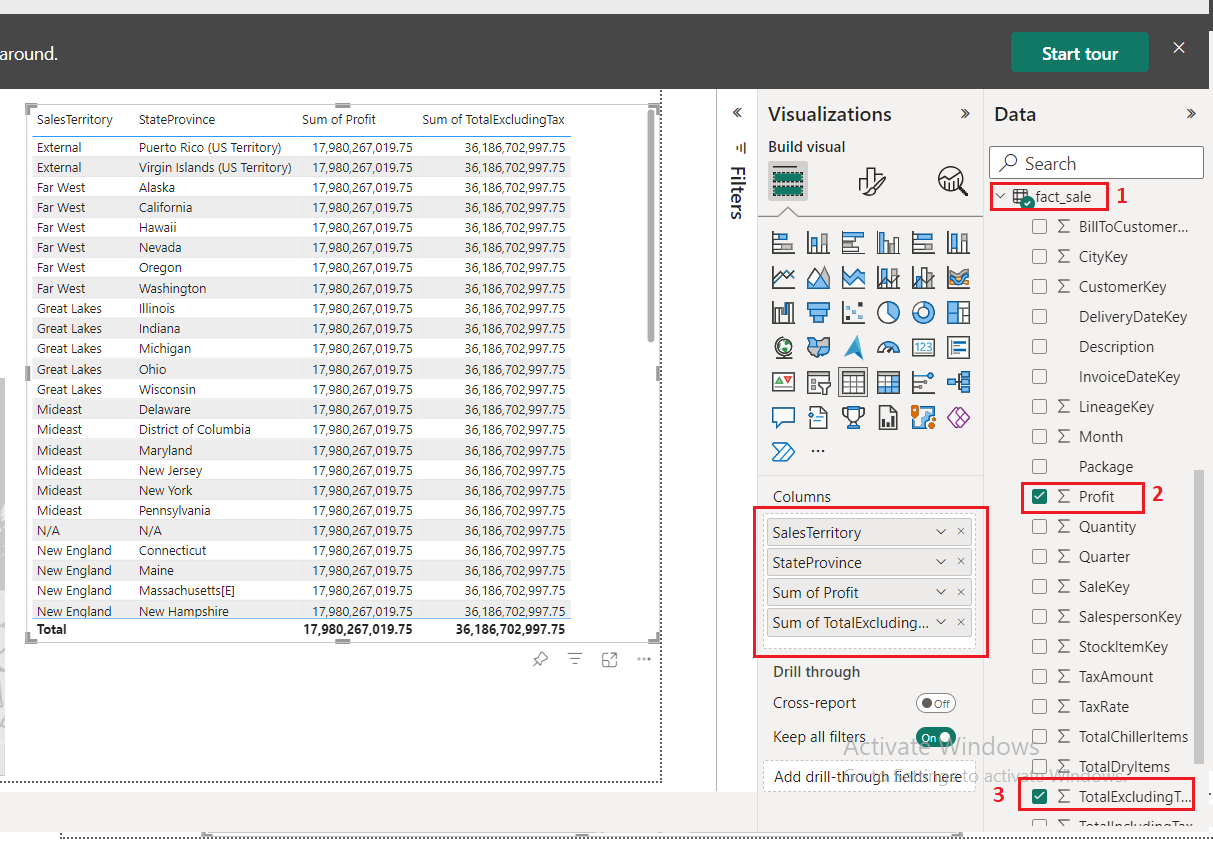 around.
Start tour
SalesTerritory StateProvince Sum of Profit Sum of TotalExcludingTax
External Puerto Rico (US Territory) 17,980,267,019.75 36,186,702,997.75
External Virgin Islands (US Territory) 17,980,267,019.75 36,186,702,997.75
Far West Alaska 17,980,267,019.75 36,186,702,997.75
Far West California 17,980,267,019.75 36,186,702,997.75
Far West Hawaii 17,980,267,019.75 36,186,702,997.75
Far West Nevada 17,980,267,019.75 36,186,702,997.75
Far West Oregon 17,980,267,019.75 36,186,702,997.75
Far West Washington 17,980,267,019.75 36,186,702,997.75
Great Lakes Illinois 17,980,267,019.75 36,186,702,997.75
Great Lakes Indiana 17,980,267,019.75 36,186,702,997.75
Great Lakes Michigan 17,980,267,019.75 36,186,702,997.75
Great Lakes Ohio 17,980,267,019.75 36,186,702,997.75
Great Lakes Wisconsin 17,980,267,019.75 36,186,702,997.75
Mideast Delaware 17,980,267,019.75 36,186,702,997.75
Mideast District of Columbia 17,980,267,019.75 36,186,702,997.75
Mideast Maryland 17,980,267,019.75 36,186,702,997.75
Mideast New Jersey 17,980,267,019.75 36,186,702,997.75
Mideast New York 17,980,267,019.75 36,186,702,997.75
Mideast Pennsylvania 17,980,267,019.75 36,186,702,997.75
N/A N/A 17,980,267,019.75 36,186,702,997.75
New England Connecticut 17,980,267,019.75 36,186,702,997.75
New England Maine 17,980,267,019.75 36,186,702,997.75
New England Massachusetts[E] 17,980,267,019.75 36,186,702,997.75
New England New Hampshire 17,980,267,019.75 36,186,702,997.75
Total 17,980,267,019.75 36,186,702,997.75
Filters
Visualizations
Build visual
123
Columns
SalesTerritory
StateProvince
Sum of Profit
Sum of TotalExcluding...
Drill through
Cross-report Off
Keep all filters On
Add drill-through fields here
Data
Search
fact_sale 1
BillToCustomer...
CityKey
CustomerKey
DeliveryDateKey
Description
InvoiceDateKey
LineageKey
Month
Package
Profit 2
Quantity
Quarter
SaleKey
SalespersonKey
StockItemKey
TaxAmount
TaxRate
TotalChillerItems
TotalDryItems
3 TotalExcludingT...
TotalIncludingTax
Activate Windows
Go to Settings to activate Windows.